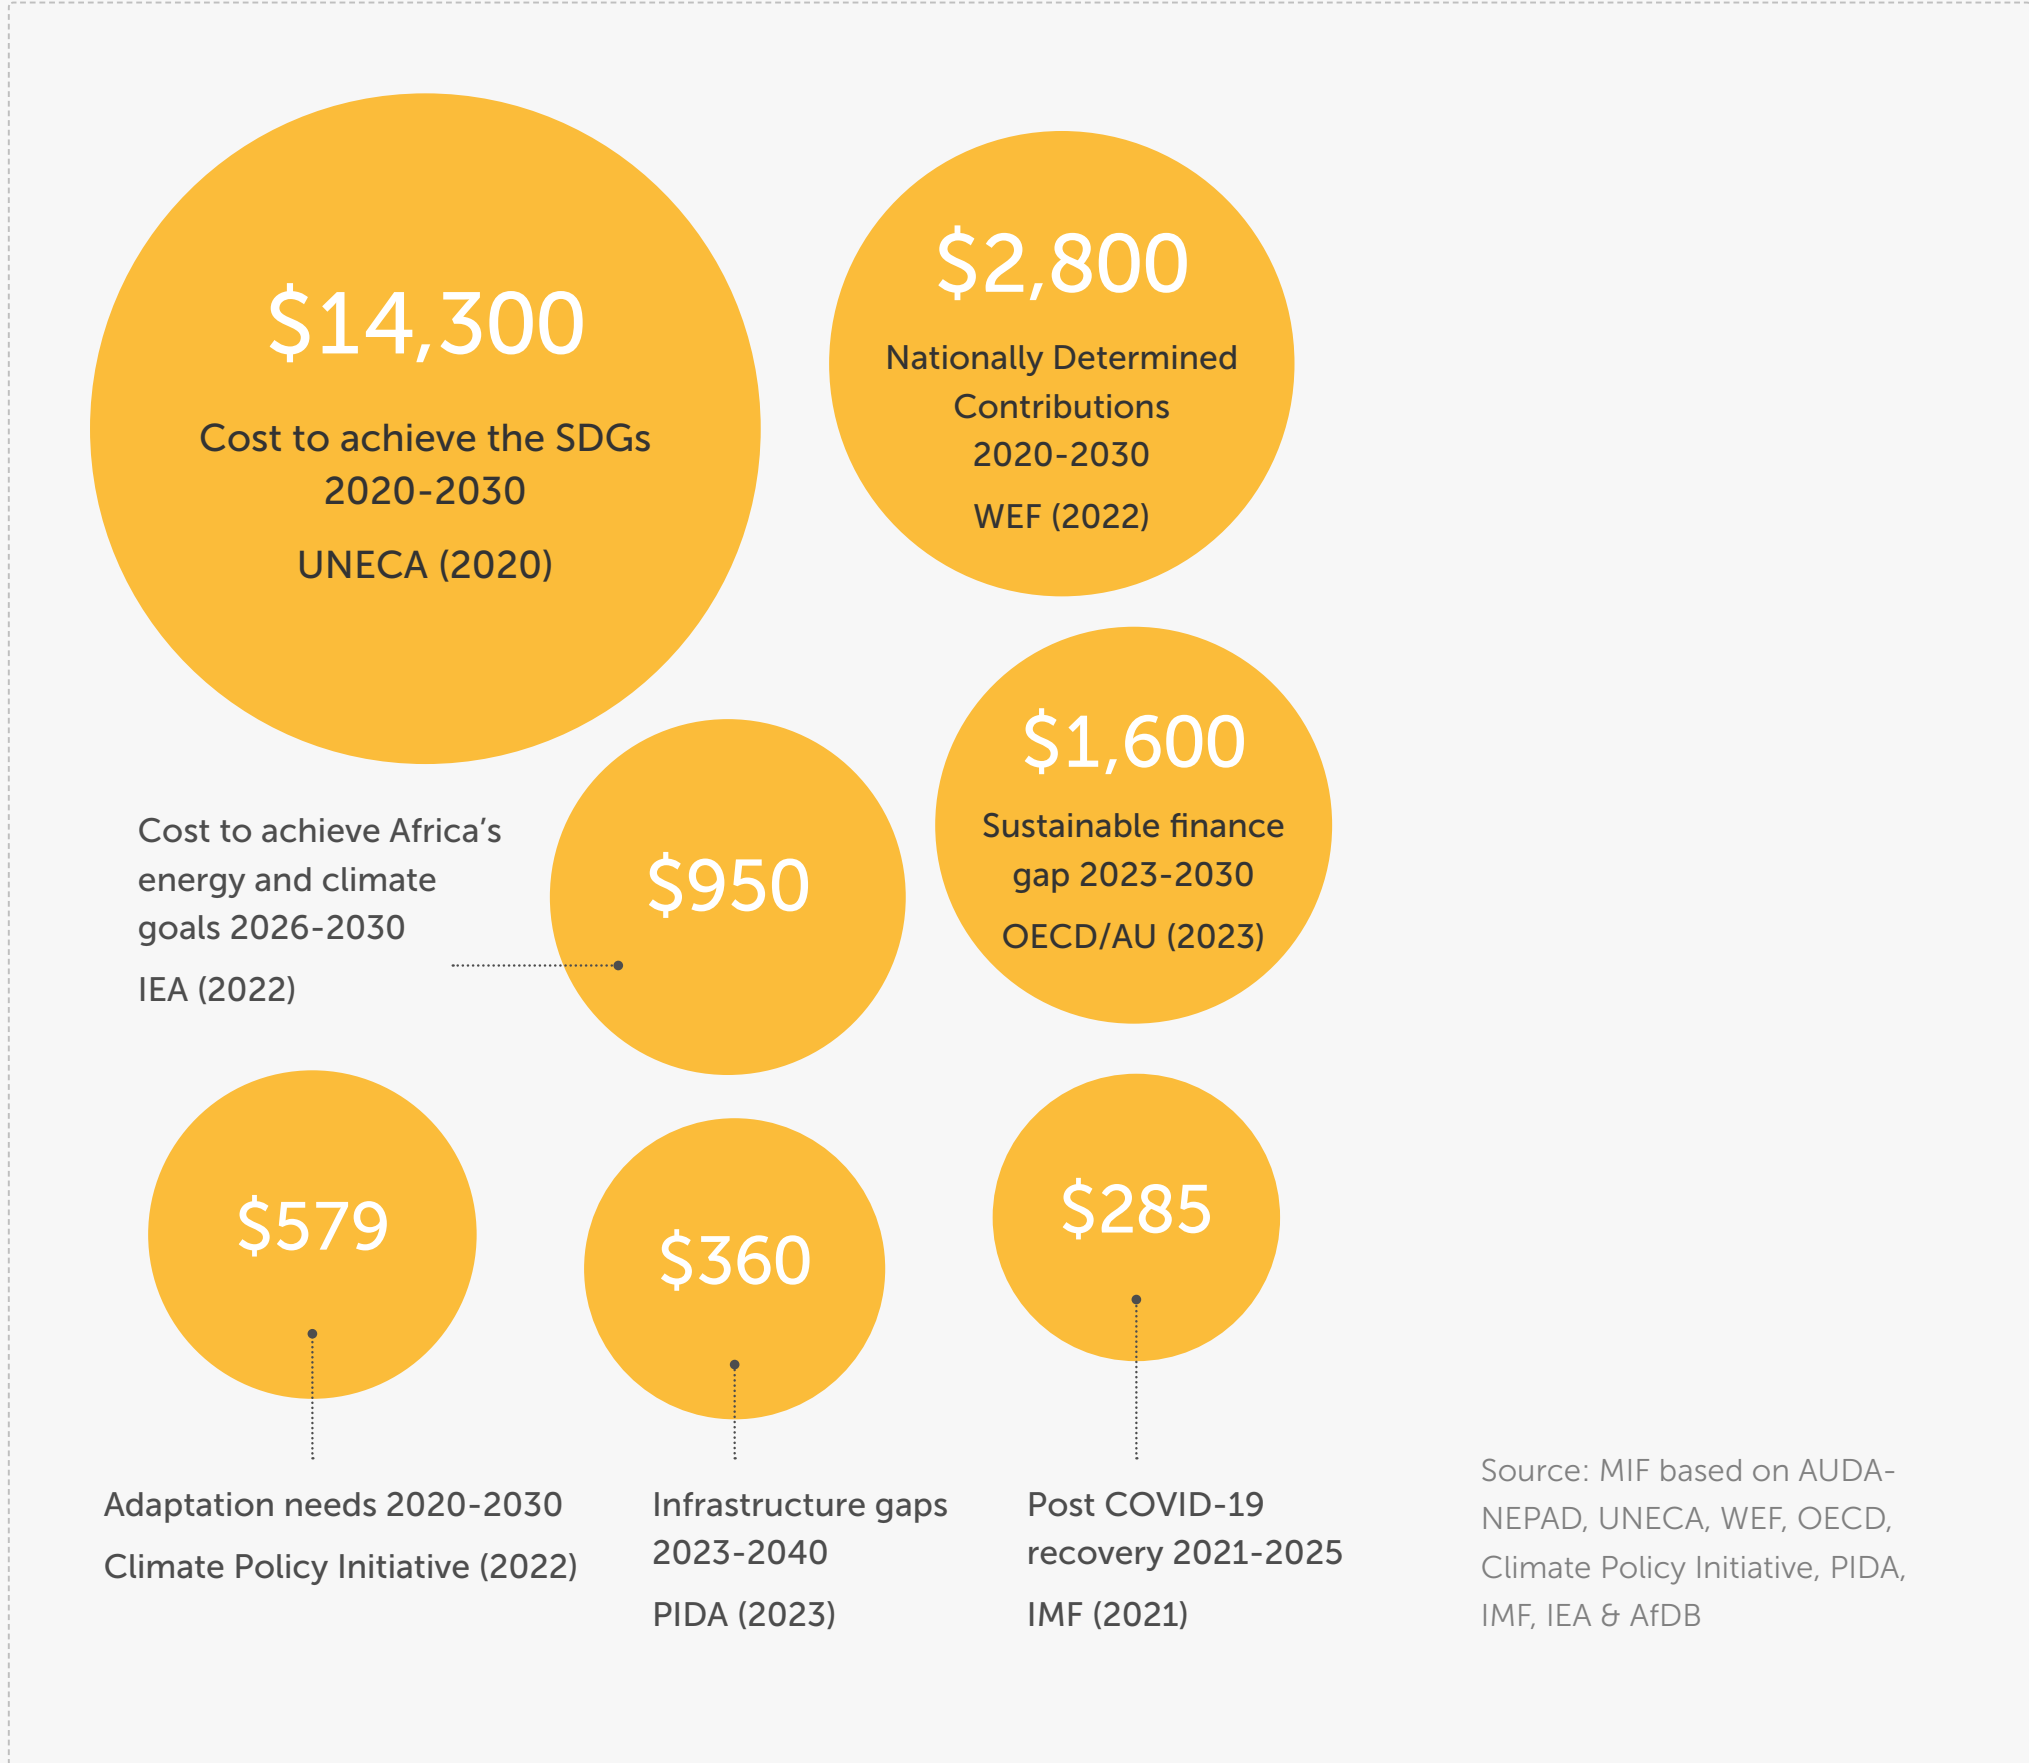 $14,300
Cost to achieve the SDGs
2020-2030
UNECA (2020)
$2,800
Nationally Determined
Contributions
2020-2030
WEF (2022)
$1,600
Sustainable finance
gap 2023-2030
OECD/AU (2023)
Cost to achieve Africa’s
energy and climate
goals 2026-2030
IEA (2022)
$950
$579
Adaptation needs 2020-2030
Climate Policy Initiative (2022)
$360
Infrastructure gaps
2023-2040
PIDA (2023)
$285
Post COVID-19
recovery 2021-2025
IMF (2021)
Source: MIF based on AUDA-
NEPAD, UNECA, WEF, OECD,
Climate Policy Initiative, PIDA,
IMF, IEA & AfDB